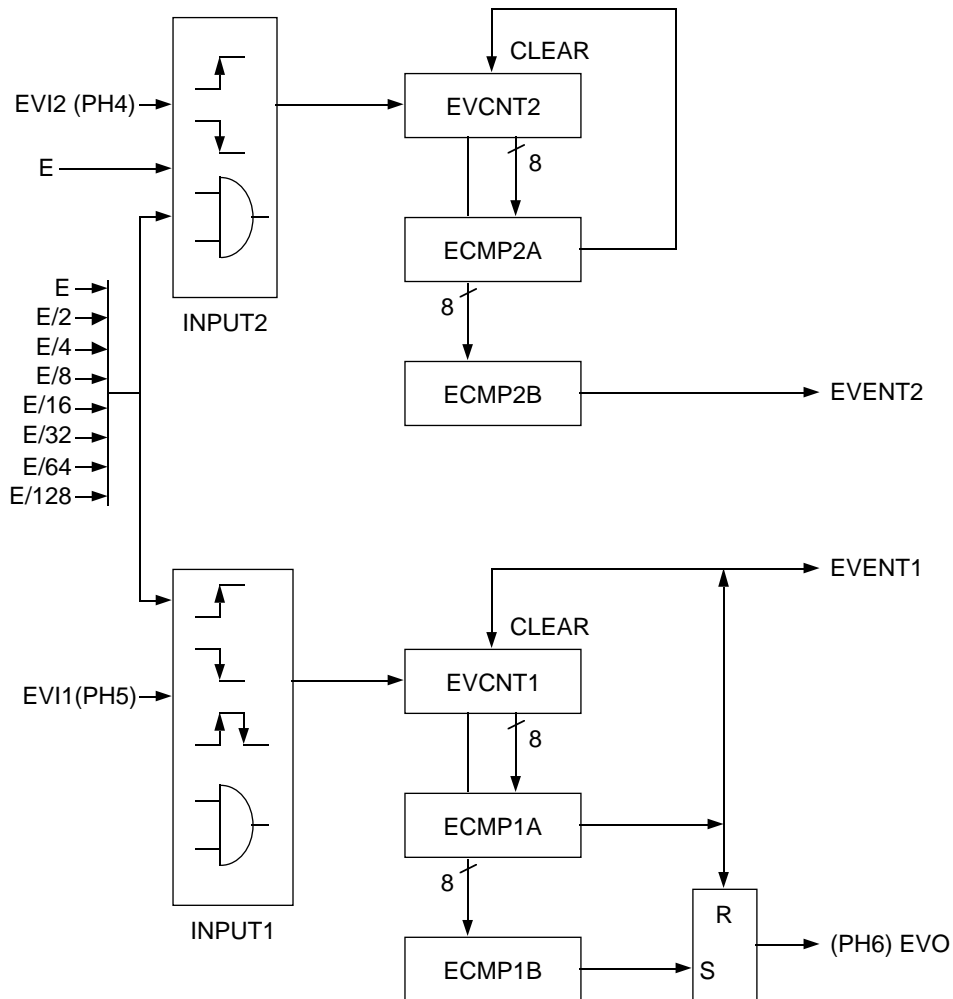 CLEAR
EVI2 (PH4)
EVCNT2
8
E
ECMP2A
E
8
E/2
INPUT2
E/4
E/8
ECMP2B
EVENT2
E/16
E/32
E/64
E/128
EVENT1
CLEAR
EVI1(PH5)
EVCNT1
8
ECMP1A
8
R
INPUT1
(PH6) EVO
ECMP1B
S